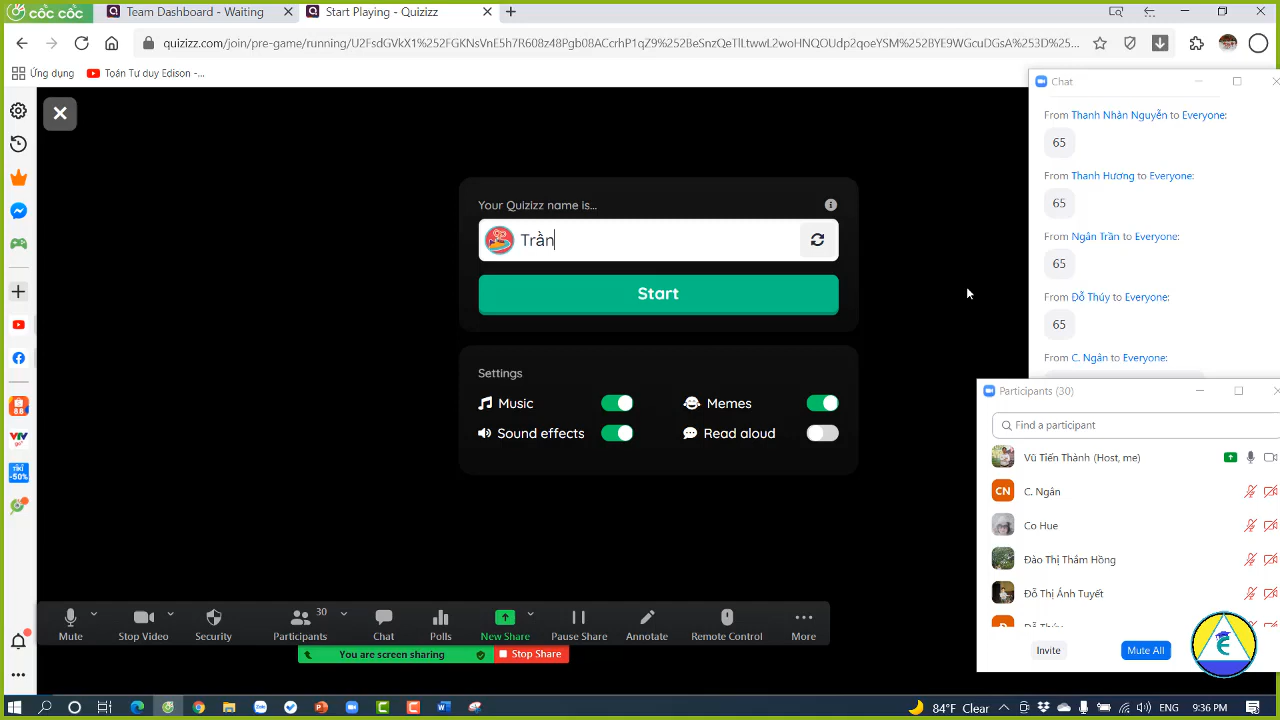 cốc cốc
Team Dashboard - Waiting
Start Playing - Quizizz
quizizz.com/join/pre-game/running/U2FsdGVkX1%252FGKNsVnE5h7R608z48Pgb08ACcrhP1qZ9%252BeSnzQeTlLtwwL2woHNQOUdp2qoeYSM%252BYE9WGcuDGsA%253D%25...
Ứng dụng
Toán Tư duy Edison -...
Your Quizizz name is...
Trần
Start
Settings
Music
Memes
Sound effects
Read aloud
Chat
From Thanh Nhàn Nguyễn to Everyone:
65
From Thanh Hương to Everyone:
65
From Ngân Trần to Everyone:
65
From Đỗ Thúy to Everyone:
65
From C. Ngân to Everyone:
Participants (30)
Find a participant
Vũ Tiến Thành (Host, me)
CN
C. Ngân
Co Hue
Đào Thị Thắm Hồng
Đỗ Thị Ánh Tuyết
Invite
Mute All
88
VTV
go
TIKI
-50%
Mute
Stop Video
Security
30
Participants
Chat
Polls
New Share
Pause Share
Annotate
Remote Control
More
You are screen sharing
Stop Share
84°F Clear
ENG
9:36 PM